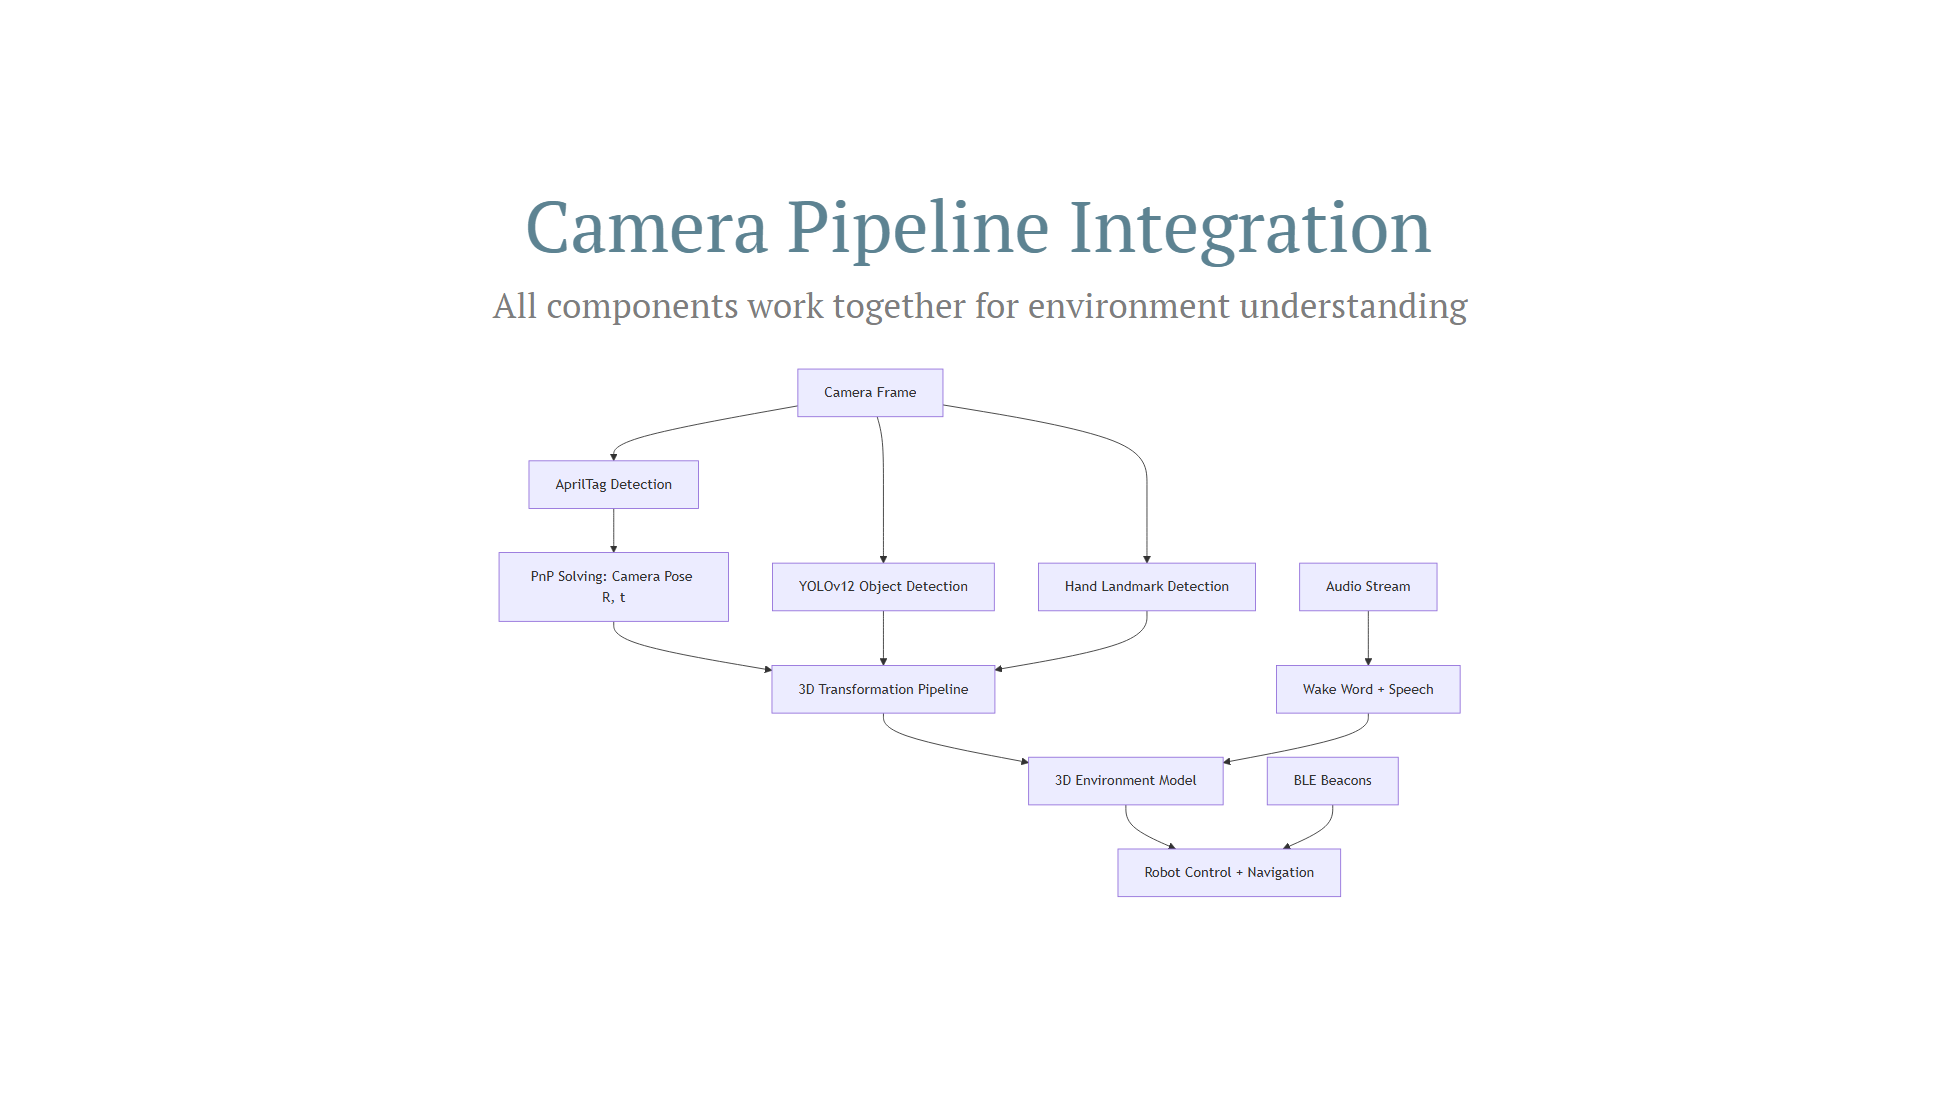 Camera Pipeline Integration
All components work together for environment understanding
Camera Frame
AprilTag Detection
PnP Solving: Camera Pose
R, t
YOLOv12 Object Detection
Hand Landmark Detection
Audio Stream
3D Transformation Pipeline
Wake Word + Speech
3D Environment Model
BLE Beacons
Robot Control + Navigation